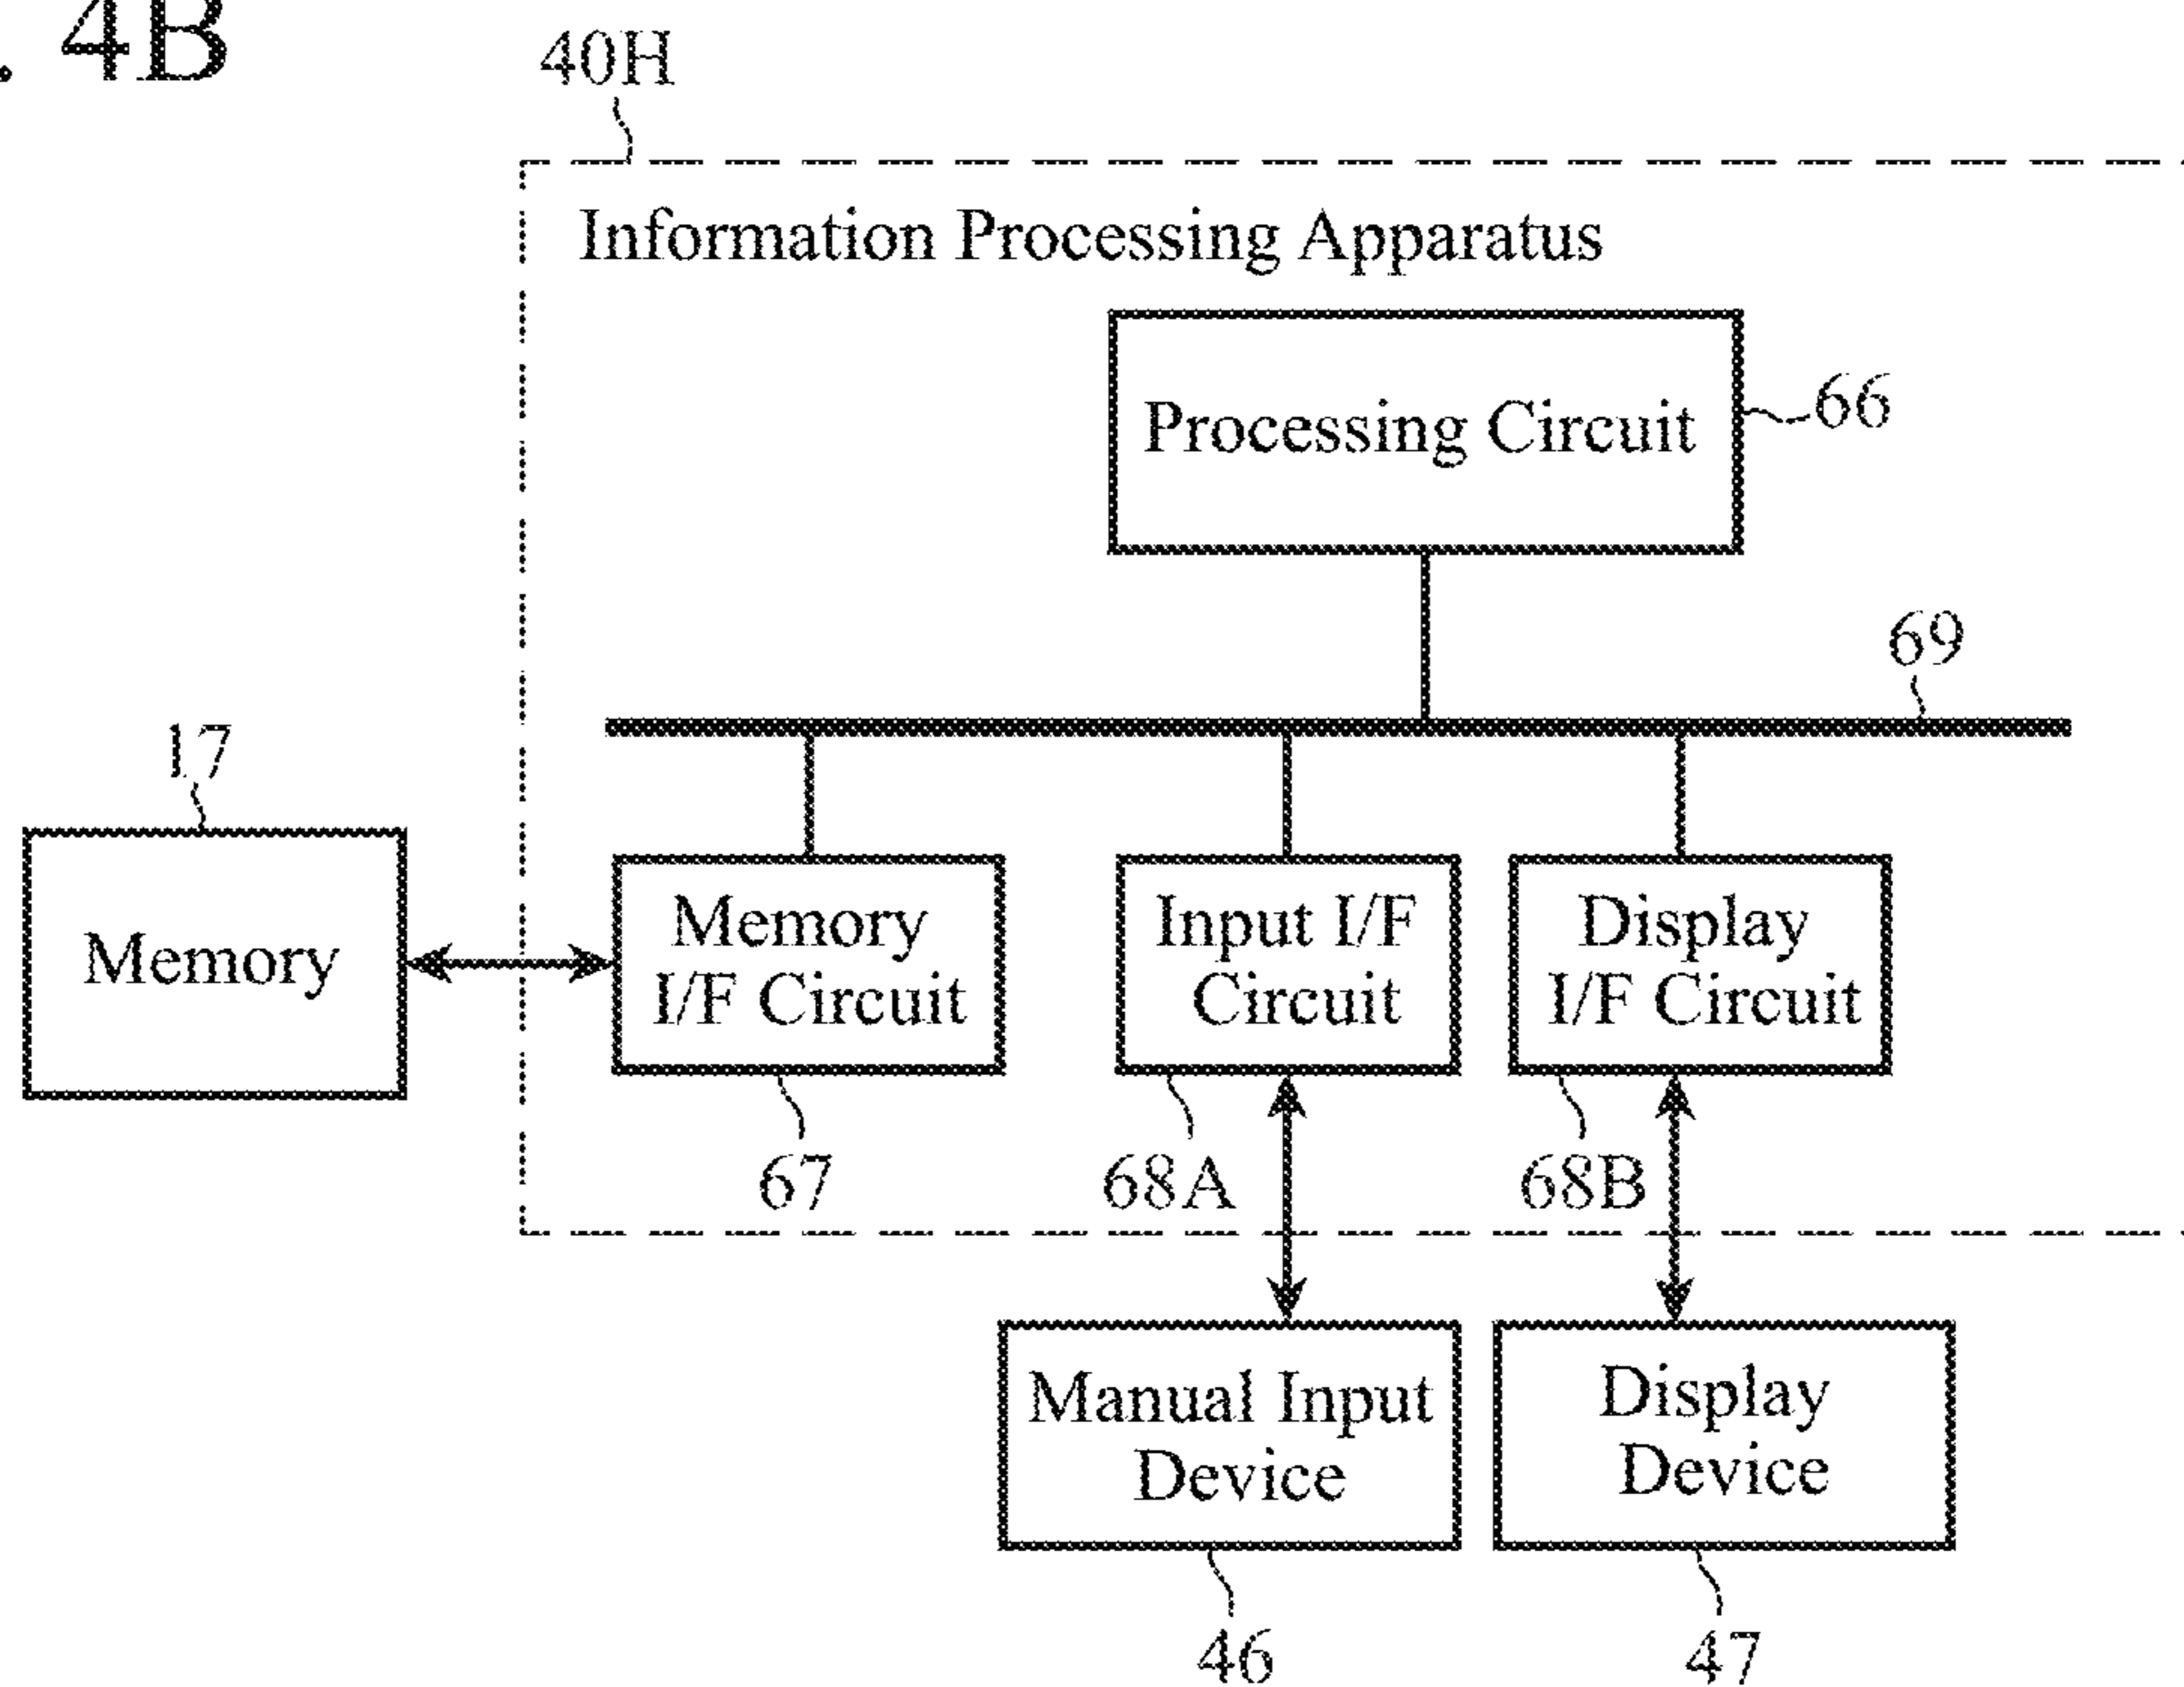 . 4B
40H
Information Processing Apparatus
Processing Circuit
66
69
17
Memory
Memory
I/F Circuit
Input I/F
Circuit
Display
I/F Circuit
67
68A
68B
Manual Input
Device
Display
Device
46
47